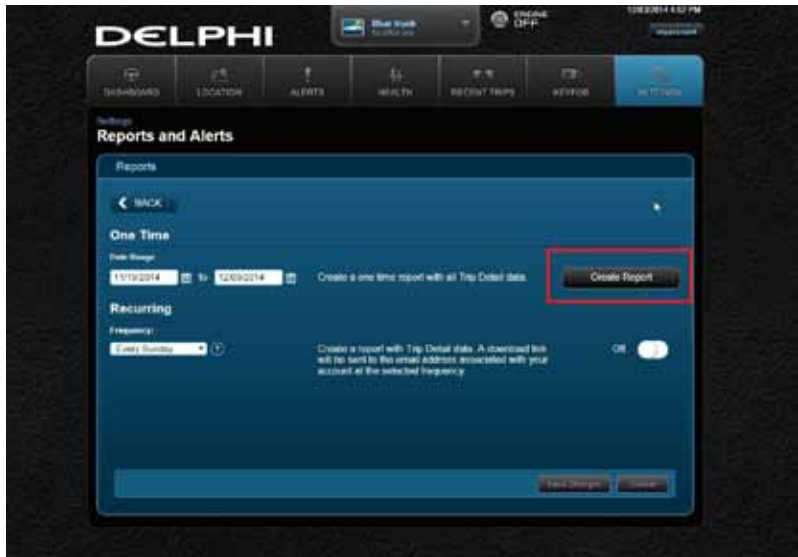 DELPHI
Blue truck
ENGINE
OFF
DASHBOARD LOCATION ALERTS HEALTH RECENT TRIPS KEYFOB SETTINGS
Settings
Reports and Alerts
Reports
BACK
One Time
Date Range
11/19/2014 to 12/03/2014 Create a one time report with all Trip Detail data. Create Report
Recurring
Frequency:
Every Sunday ? Create a report with Trip Detail data. A download link Off
will be sent to the email address associated with your
account at the selected frequency.
Save Changes Cancel